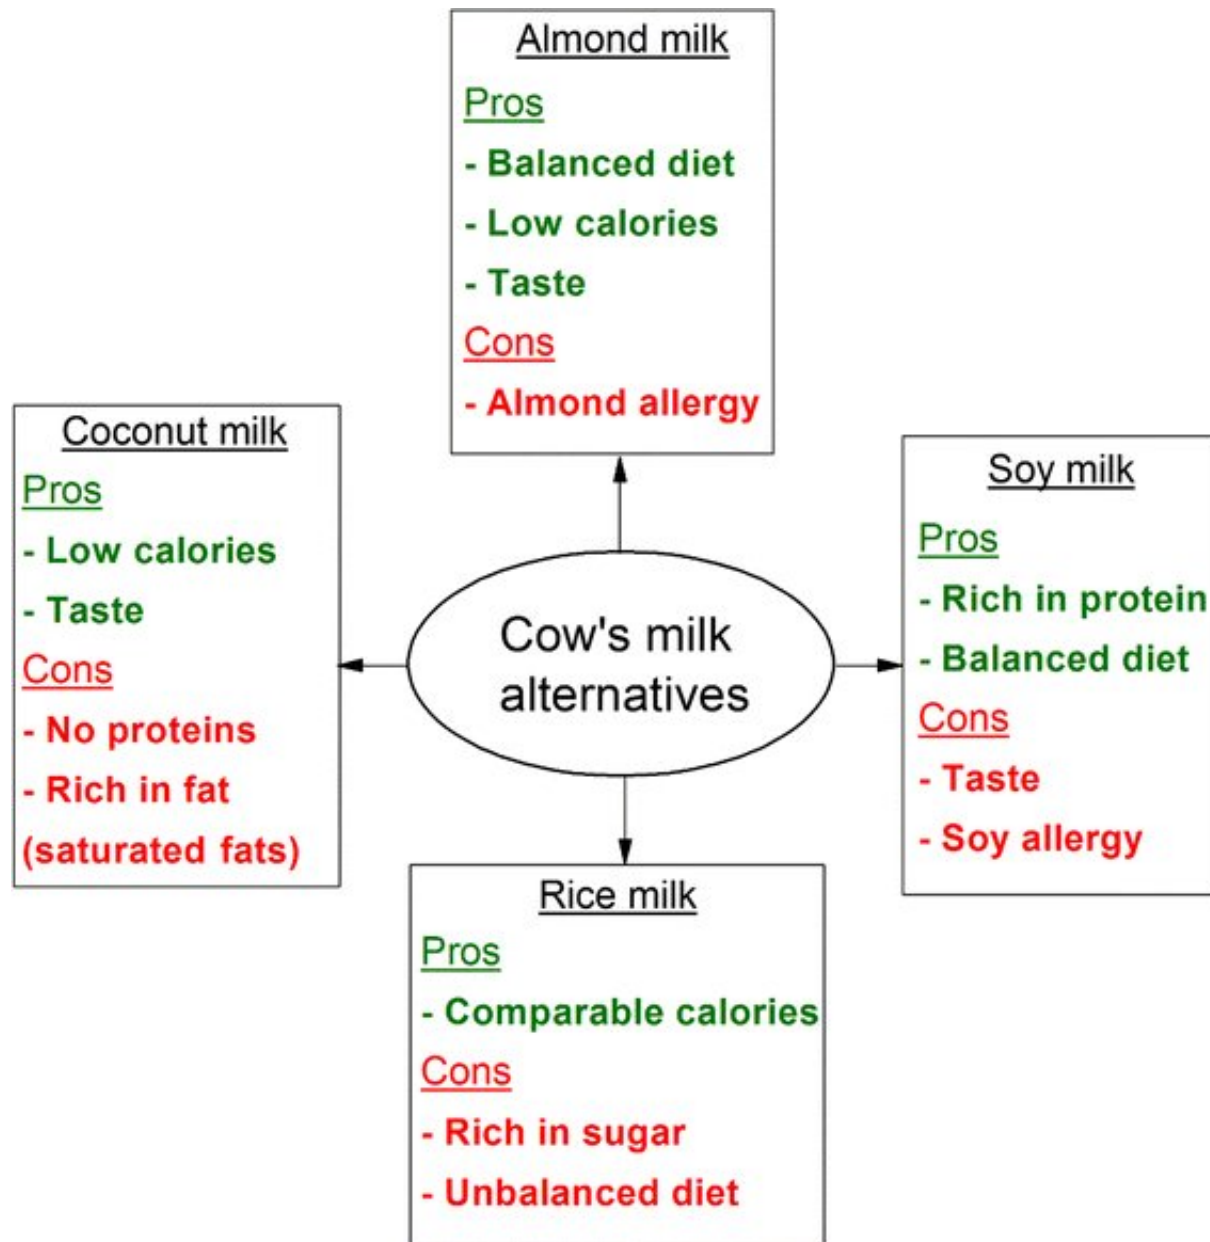 Almond milk
Pros
- Balanced diet
- Low calories
- Taste
Cons
- Almond allergy
Coconut milk
Pros
- Low calories
- Taste
Cons
- No proteins
- Rich in fat
(saturated fats)
Cow's milk
alternatives
Soy milk
Pros
- Rich in protein
- Balanced diet
Cons
- Taste
- Soy allergy
Rice milk
Pros
- Comparable calories
Cons
- Rich in sugar
- Unbalanced diet